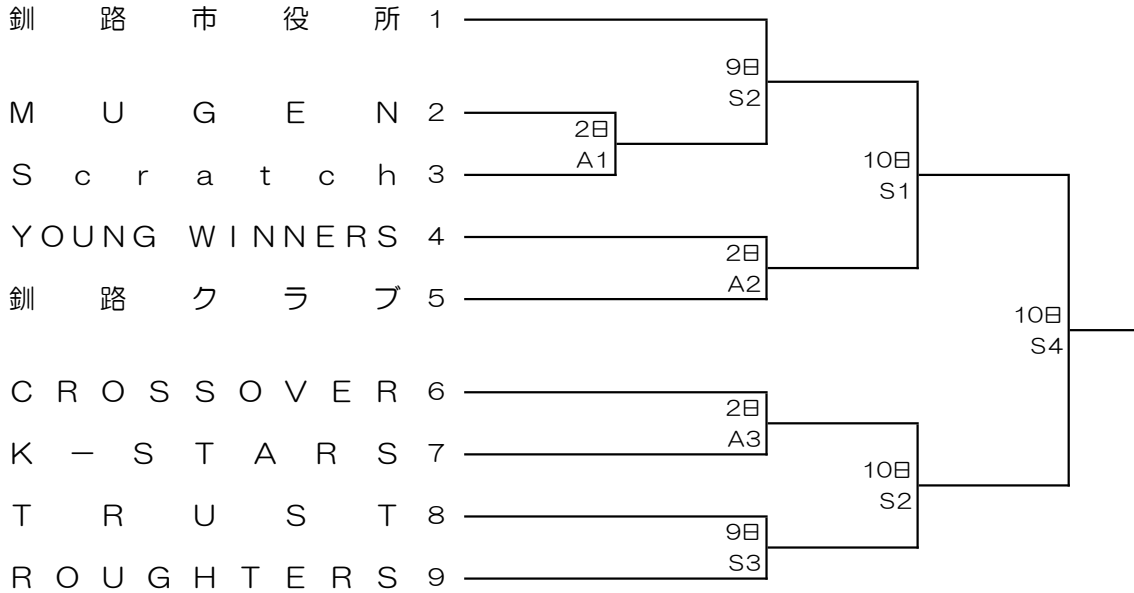 釧路市役所 1
9日
S2
MUGEN 2
2日
A1
Scratch 3
10日
S1
YOUNG WINNERS 4
2日
A2
釧路クラブ 5
10日
S4
CROSSOVER 6
2日
A3
K－STARS 7
10日
S2
TRUST 8
9日
S3
ROUGHTERS 9